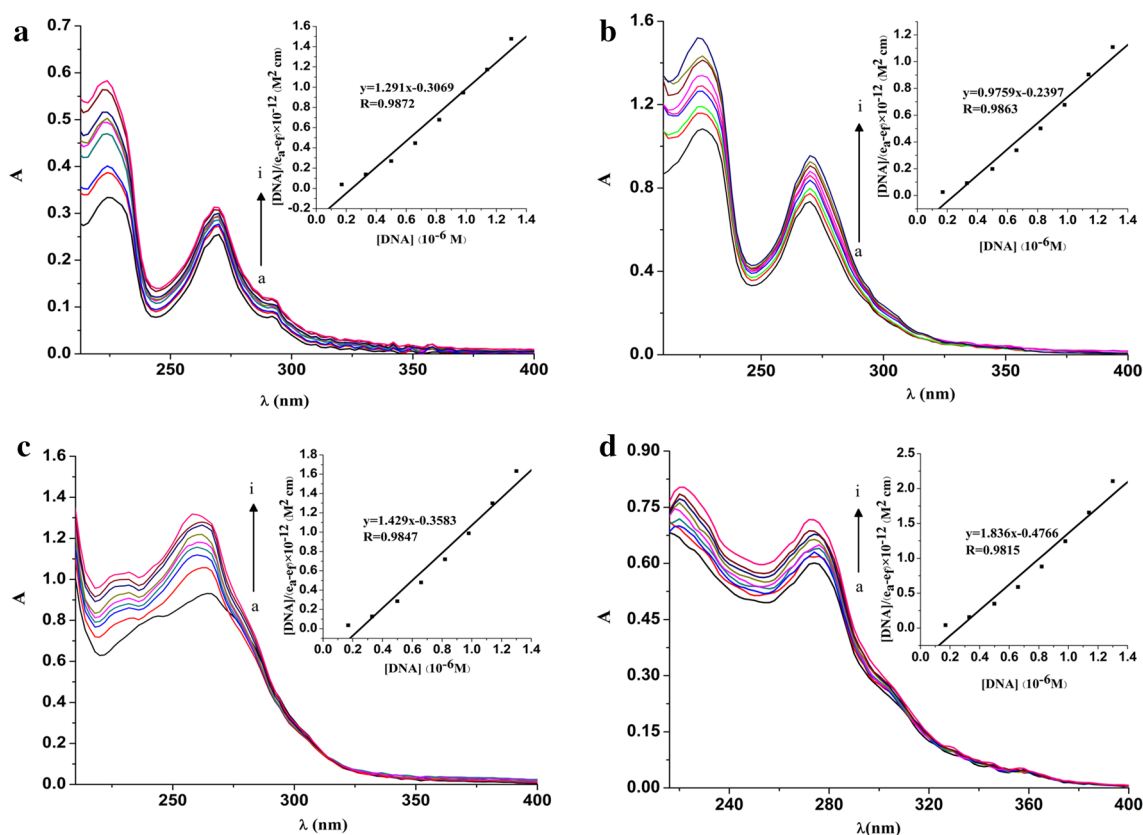 a
0.7
0.6
0.5
0.4
0.3
0.2
0.1
0.0
A
250
300
350
400
λ (nm)
i
a
1.6
1.4
1.2
1.0
0.8
0.6
0.4
0.2
0.0
-0.2
[DNA]/(ea-ef)×10-12 (M2 cm)
y=1.291x-0.3069
R=0.9872
0.0 0.2 0.4 0.6 0.8 1.0 1.2 1.4
[DNA] (10-6 M)
b
1.6
1.2
0.8
0.4
0.0
A
250
300
350
400
λ (nm)
i
a
1.4
1.2
1.0
0.8
0.6
0.4
0.2
0.0
[DNA]/(ea-ef)×10-12 (M2 cm)
y=0.9759x-0.2397
R=0.9863
0.0 0.2 0.4 0.6 0.8 1.0 1.2 1.4
[DNA] (10-6 M)
c
1.6
1.4
1.2
1.0
0.8
0.6
0.4
0.2
0.0
A
250
300
350
400
λ (nm)
i
a
1.8
1.6
1.4
1.2
1.0
0.8
0.6
0.4
0.2
0.0
[DNA]/(ea-ef)×10-12 (M2 cm)
y=1.429x-0.3583
R=0.9847
0.0 0.2 0.4 0.6 0.8 1.0 1.2 1.4
[DNA] (10-6M)
d
0.90
0.75
0.60
0.45
0.30
0.15
0.00
A
240
280
320
360
400
λ(nm)
i
a
2.5
2.0
1.5
1.0
0.5
0.0
[DNA]/(ea-ef)×10-12 (M2 cm)
y=1.836x-0.4766
R=0.9815
0.0 0.2 0.4 0.6 0.8 1.0 1.2 1.4
[DNA] (10-6M)